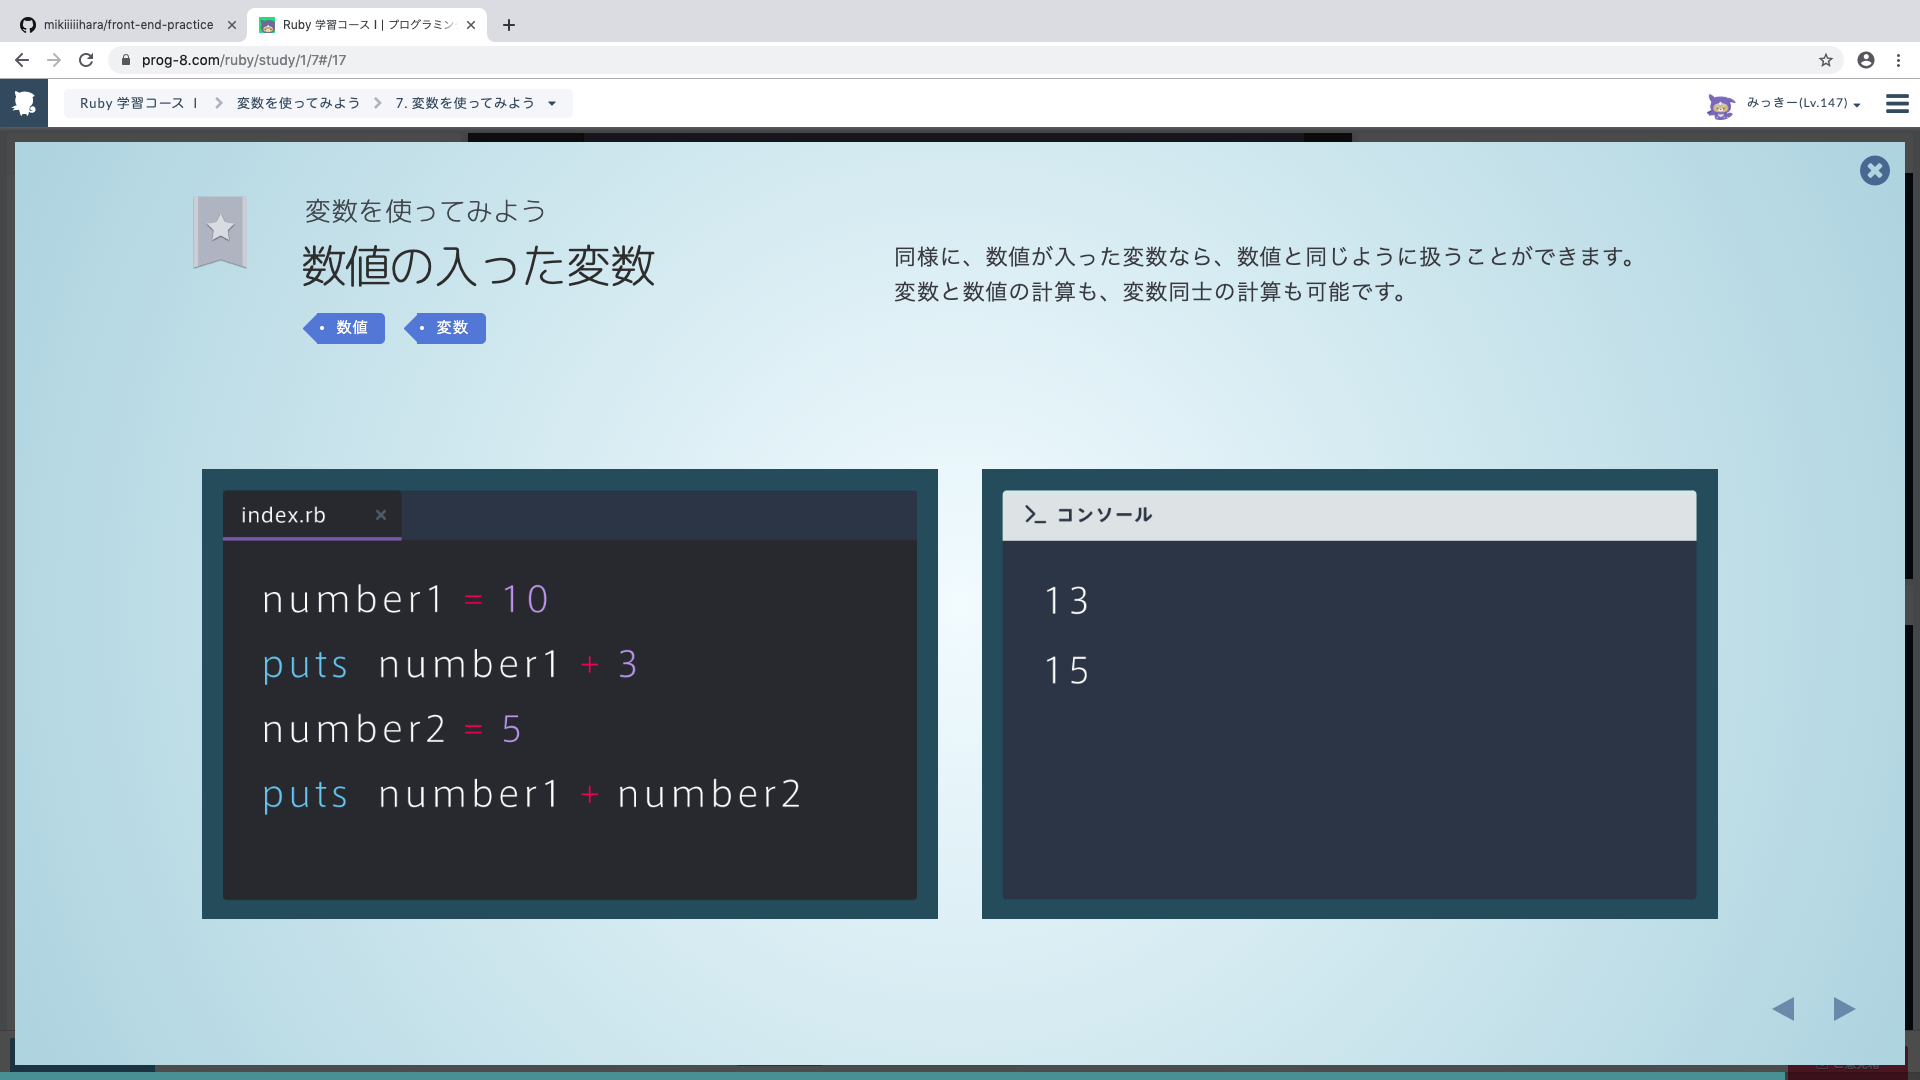 mikiiiiihara/front-end-practice
Ruby 学習コース I | プログラミン
prog-8.com/ruby/study/1/7#/17
Ruby 学習コース I
変数を使ってみよう
7. 変数を使ってみよう
みっきー(Lv.147)
変数を使ってみよう
数値の入った変数
数値
変数
同様に、数値が入った変数なら、数値と同じように扱うことができます。
変数と数値の計算も、変数同士の計算も可能です。
index.rb
number1 = 10
puts number1 + 3
number2 = 5
puts number1 + number2
コンソール
13
15